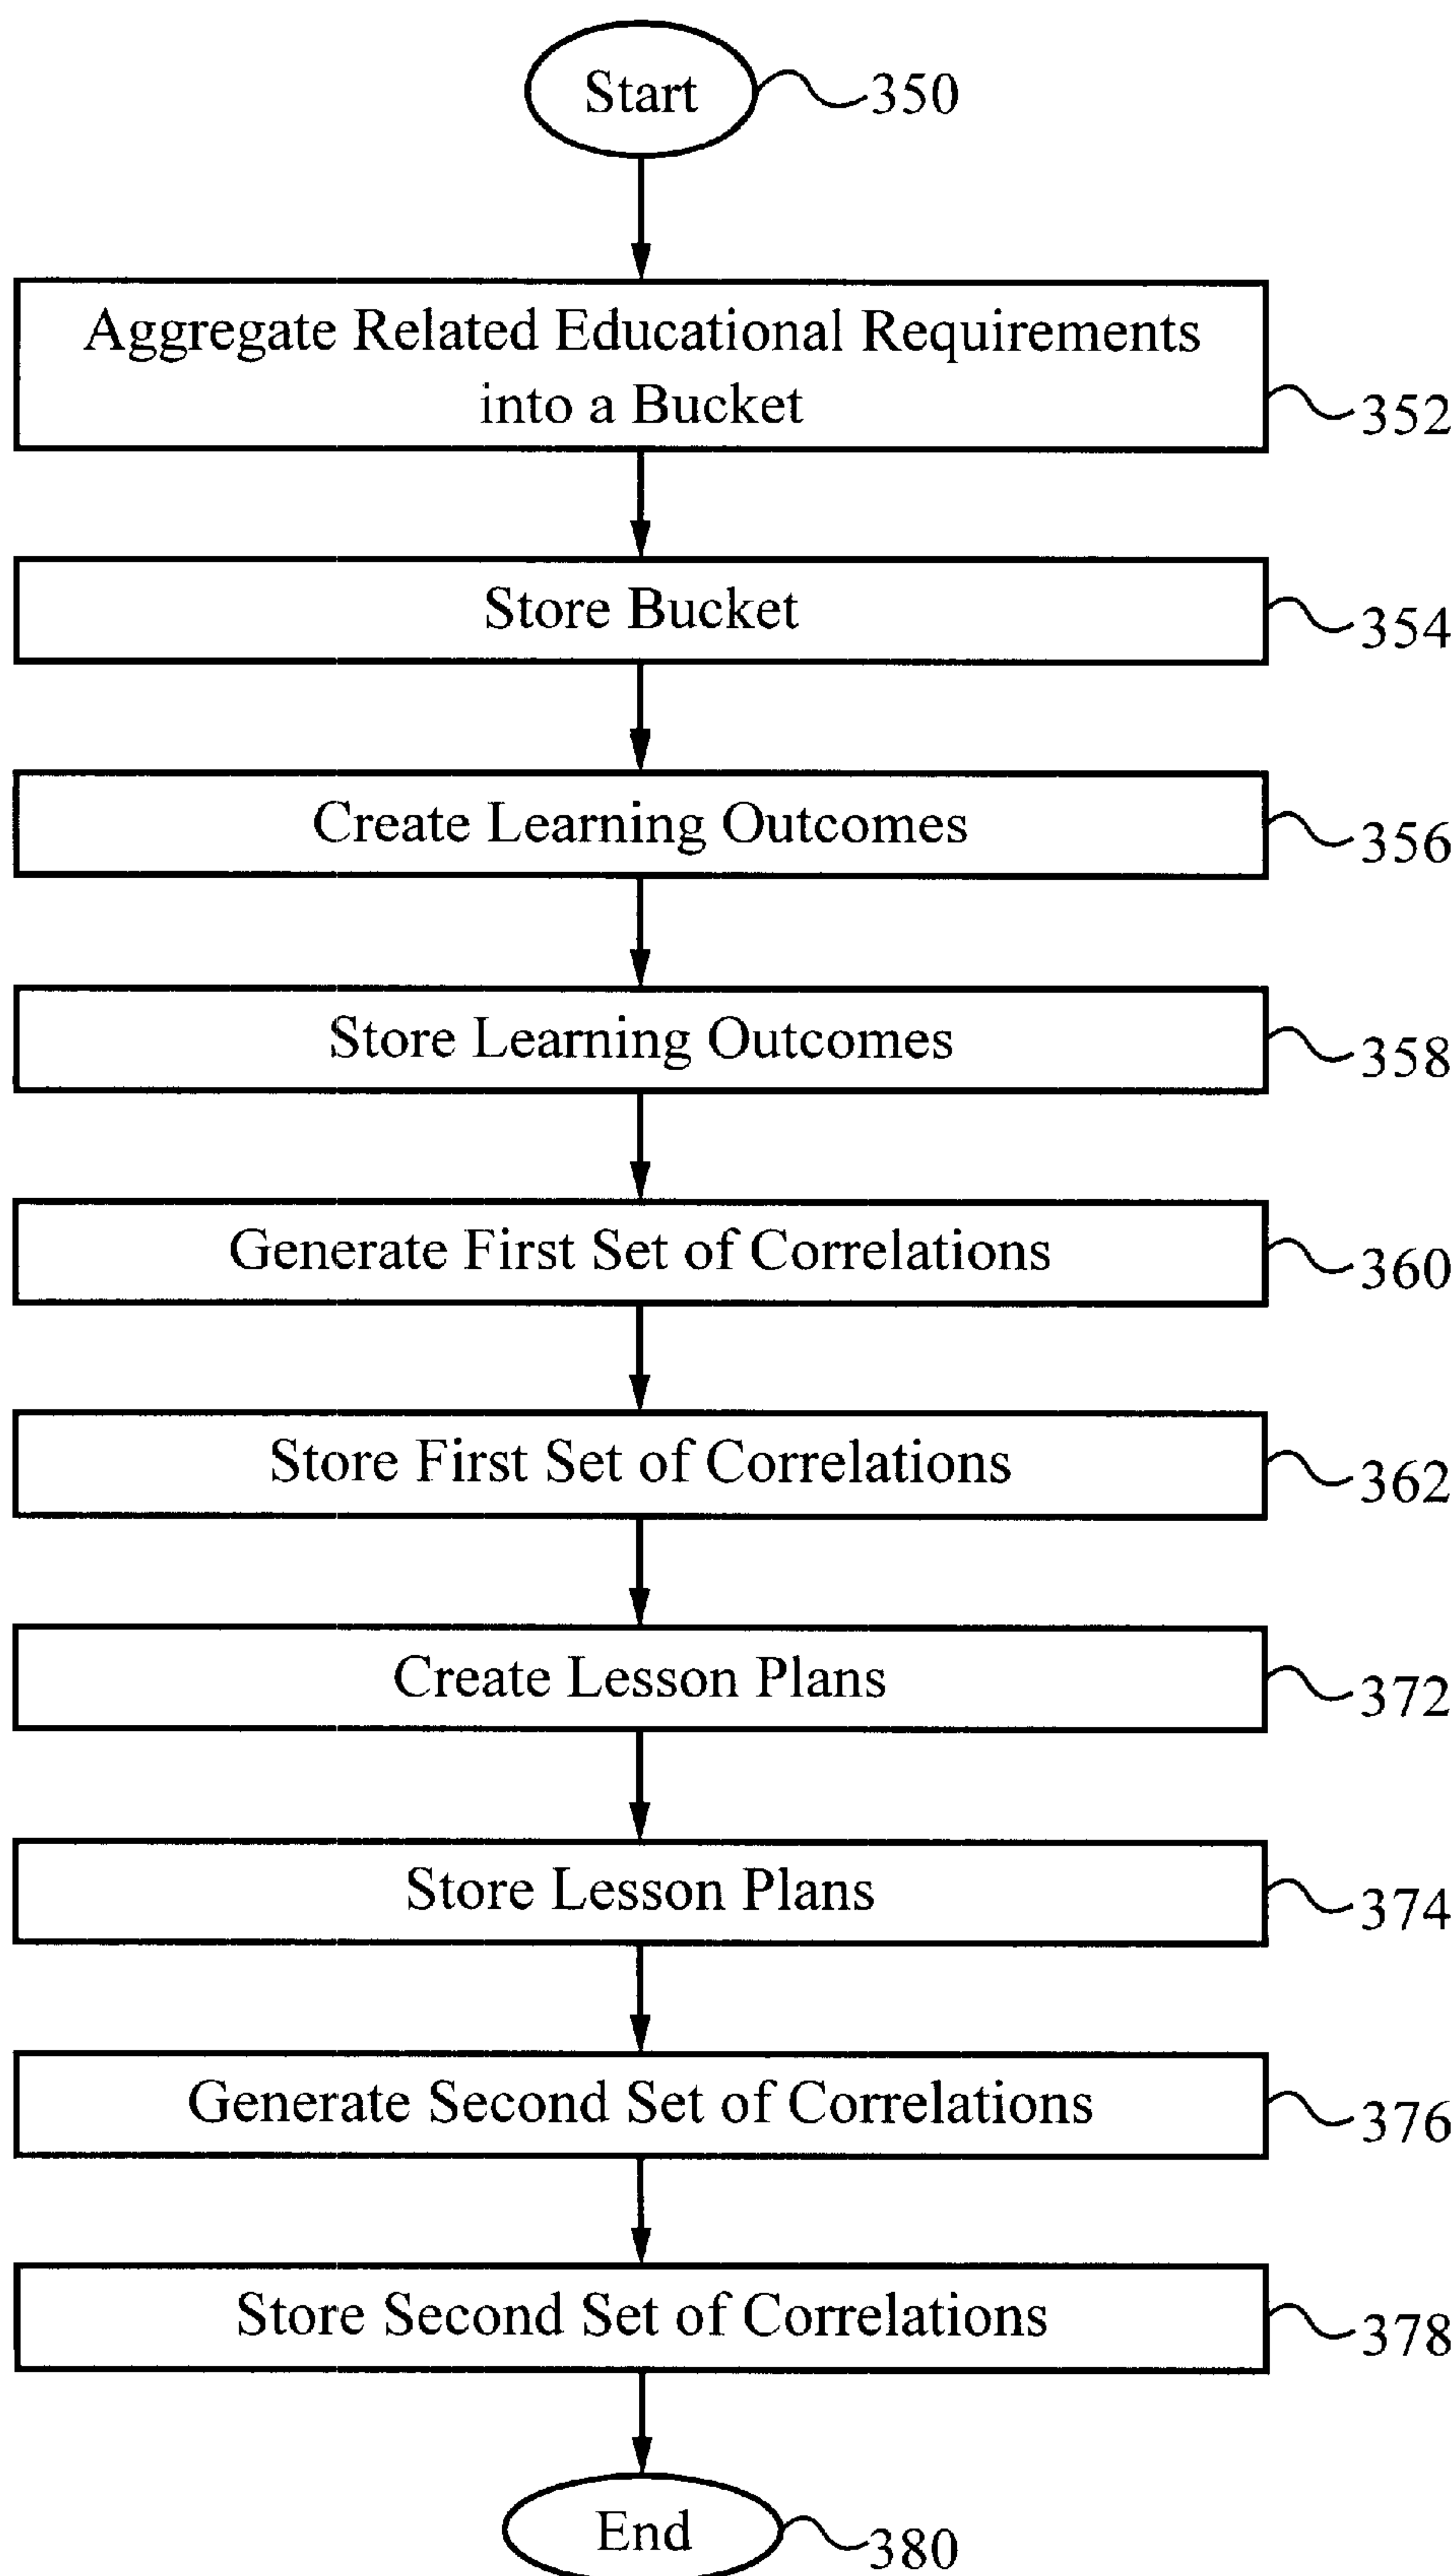 Start
350
Aggregate Related Educational Requirements
into a Bucket
352
Store Bucket
354
Create Learning Outcomes
356
Store Learning Outcomes
358
Generate First Set of Correlations
360
Store First Set of Correlations
362
Create Lesson Plans
372
Store Lesson Plans
374
Generate Second Set of Correlations
376
Store Second Set of Correlations
378
End
380